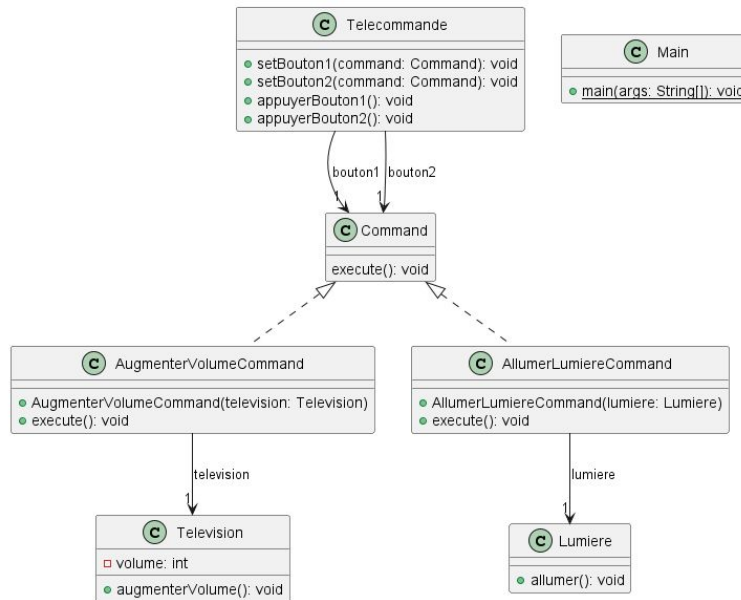 C Telecommande
setBouton1(command: Command): void
setBouton2(command: Command): void
appuyerBouton1(): void
appuyerBouton2(): void
C Main
main(args: String[]): void
bouton1
bouton2
1
1
C Command
execute(): void
C AugmenterVolumeCommand
AugmenterVolumeCommand(television: Television)
execute(): void
C AllumerLumiereCommand
AllumerLumiereCommand(lumiere: Lumiere)
execute(): void
television
1
lumiere
1
C Television
volume: int
augmenterVolume(): void
C Lumiere
allumer(): void